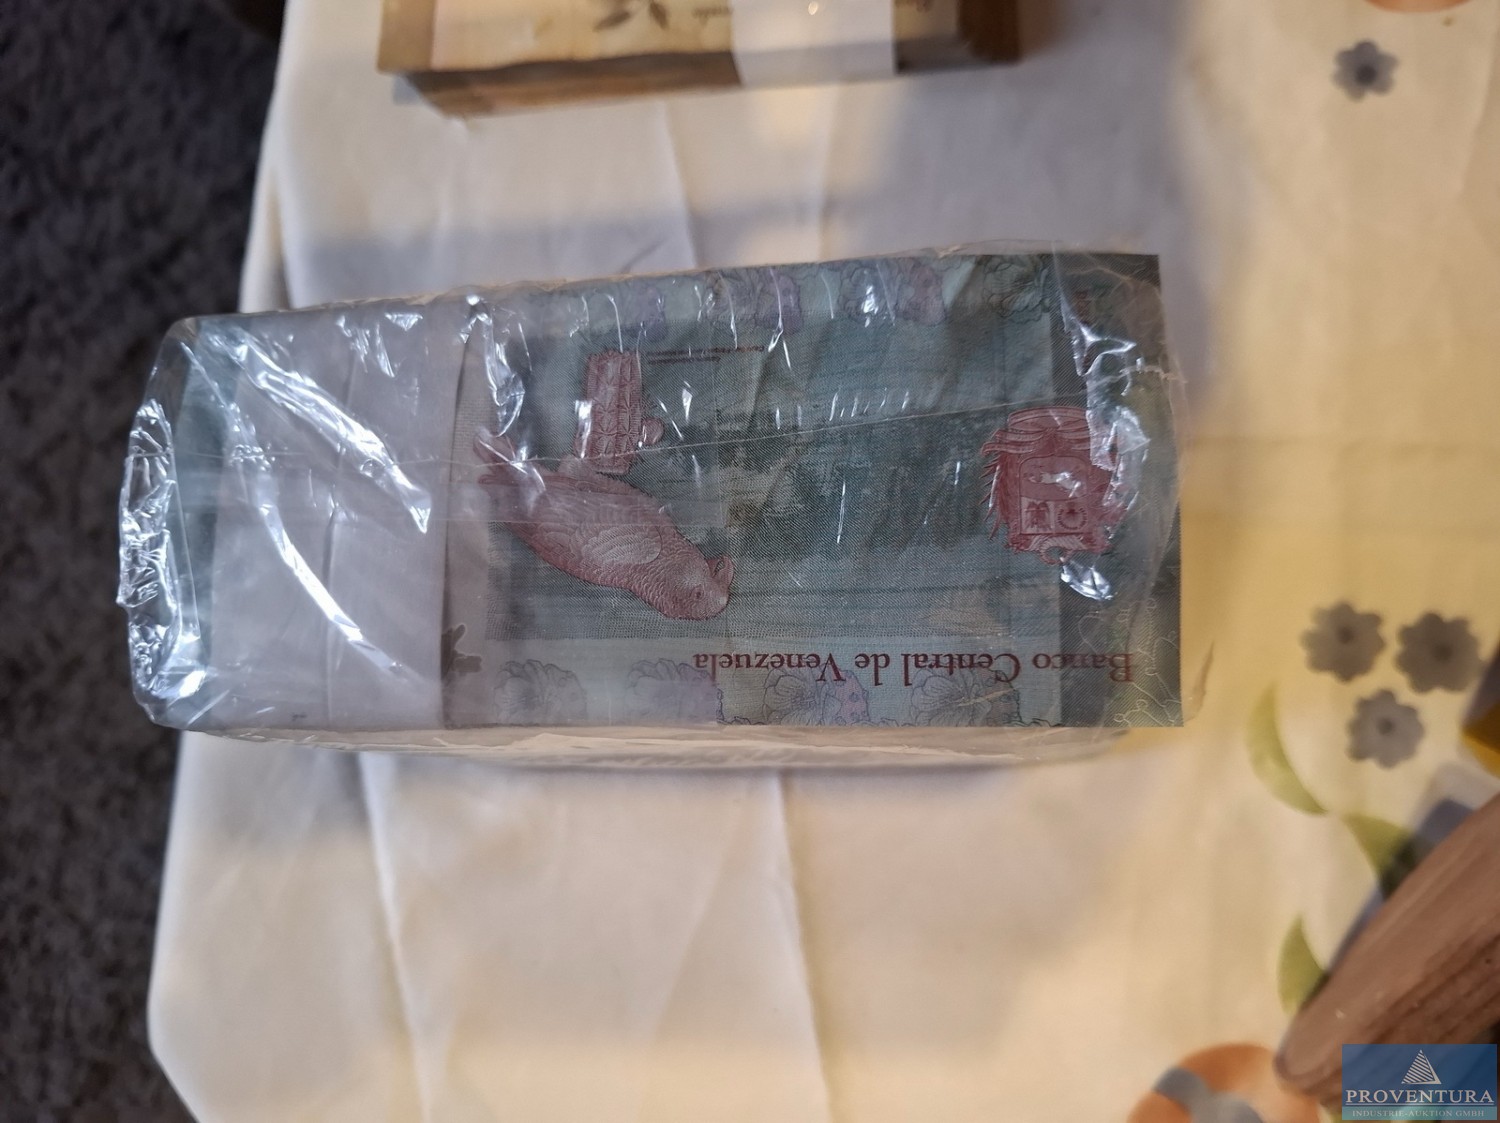 Banco Central de Venezuela
PROVENTURA
INDUSTRIE-AUKTION GMBH